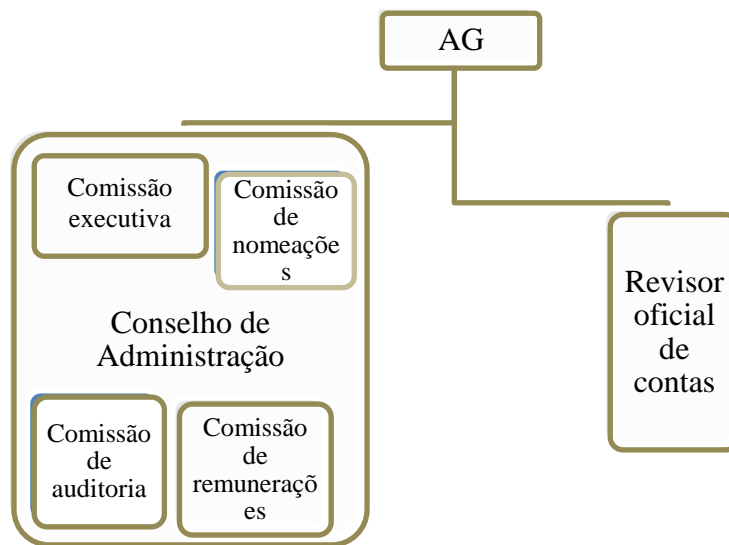 AG
Comissão
executiva
Comissão
de
nomeaçõe
s
Conselho de
Administração
Comissão
de
auditoria
Comissão
de
remuneraçõ
es
Revisor
oficial
de
contas